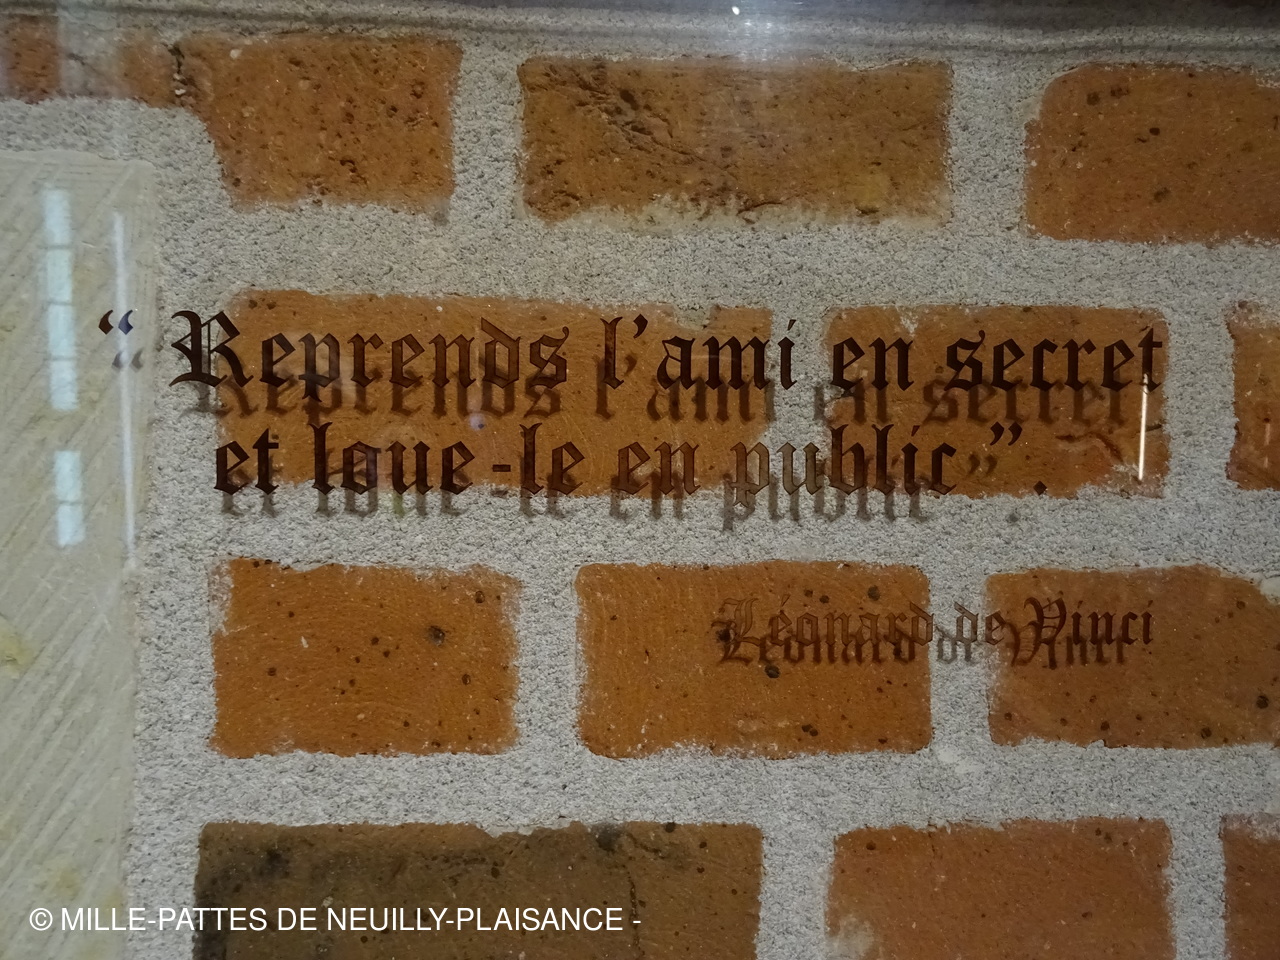 “ Reprends l’ami en secret
et loue-le en public”.
Léonard de Vinci
© MILLE-PATTES DE NEUILLY-PLAISANCE -